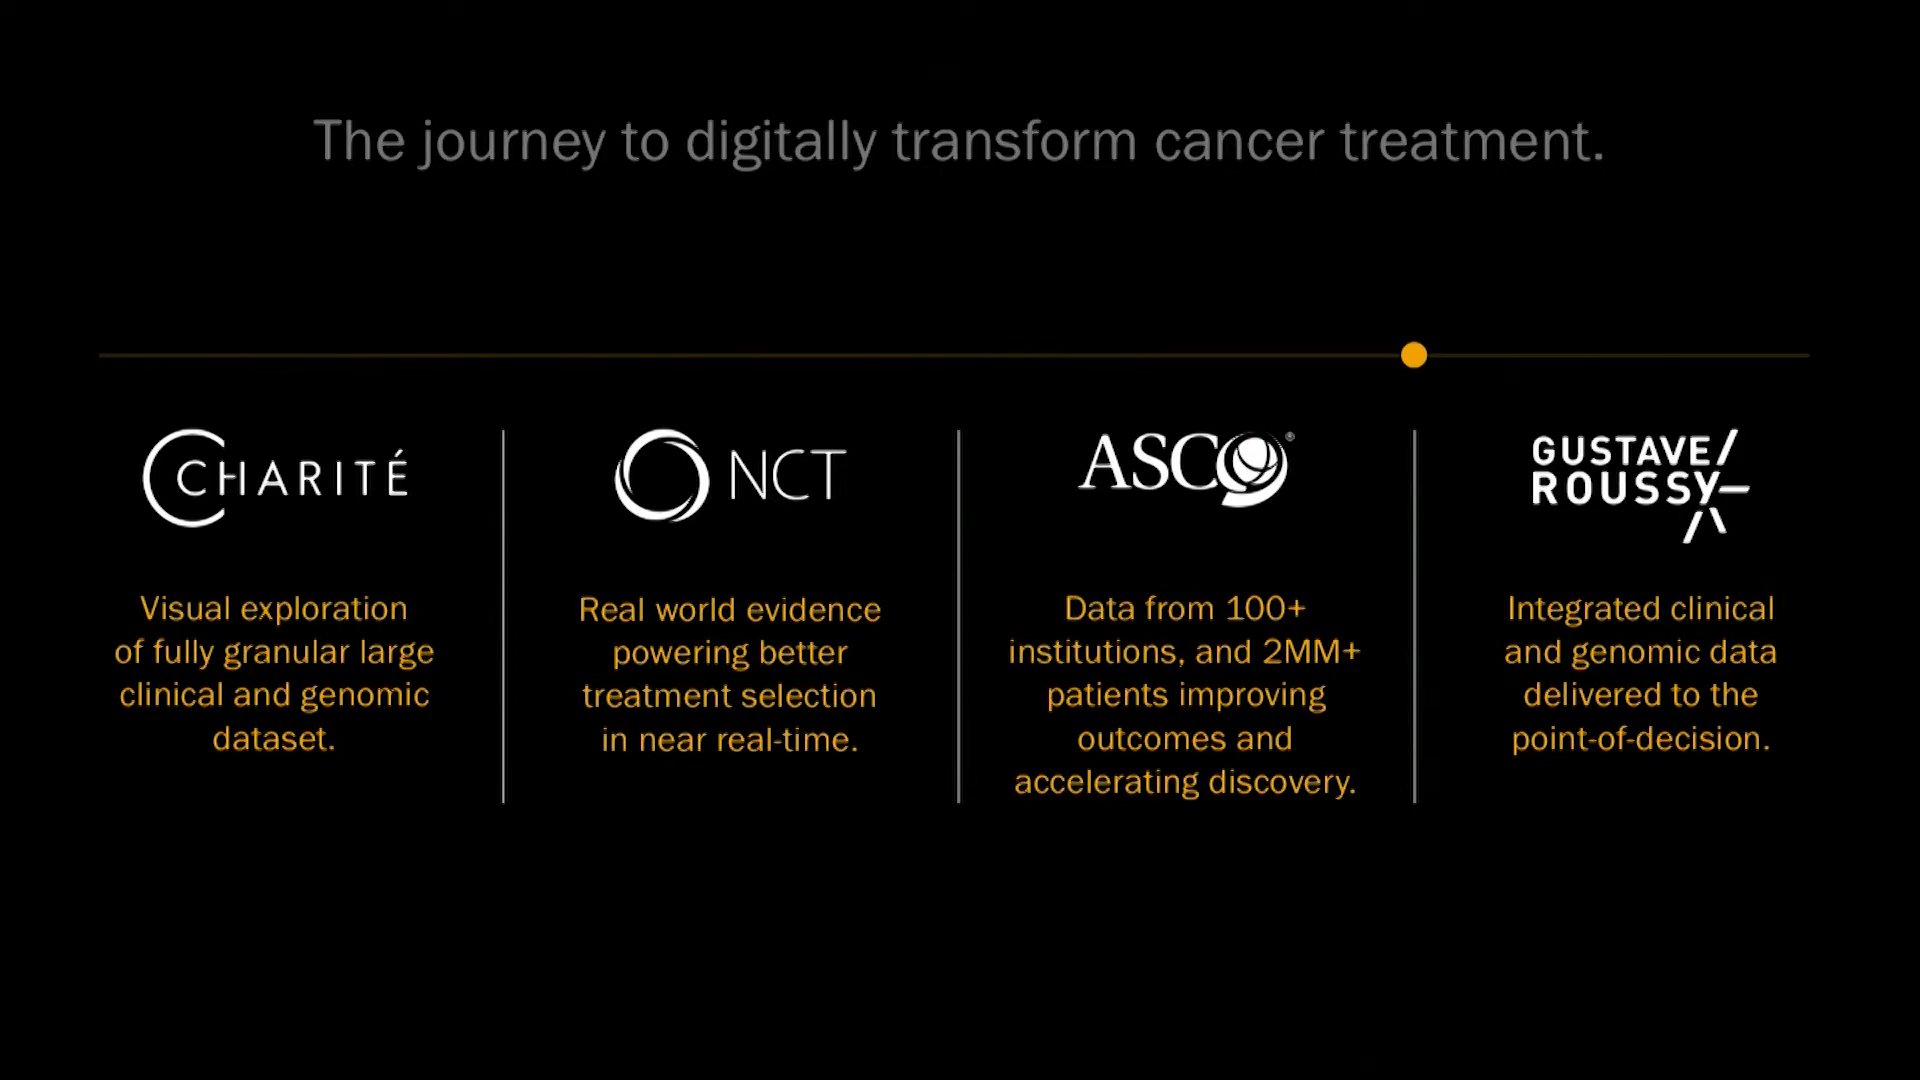 The journey to digitally transform cancer treatment.
CHARITÉ
Visual exploration
of fully granular large
clinical and genomic
dataset.
NCT
Real world evidence
powering better
treatment selection
in near real-time.
ASCO®
Data from 100+
institutions, and 2MM+
patients improving
outcomes and
accelerating discovery.
GUSTAVE/
ROUSSY
Integrated clinical
and genomic data
delivered to the
point-of-decision.